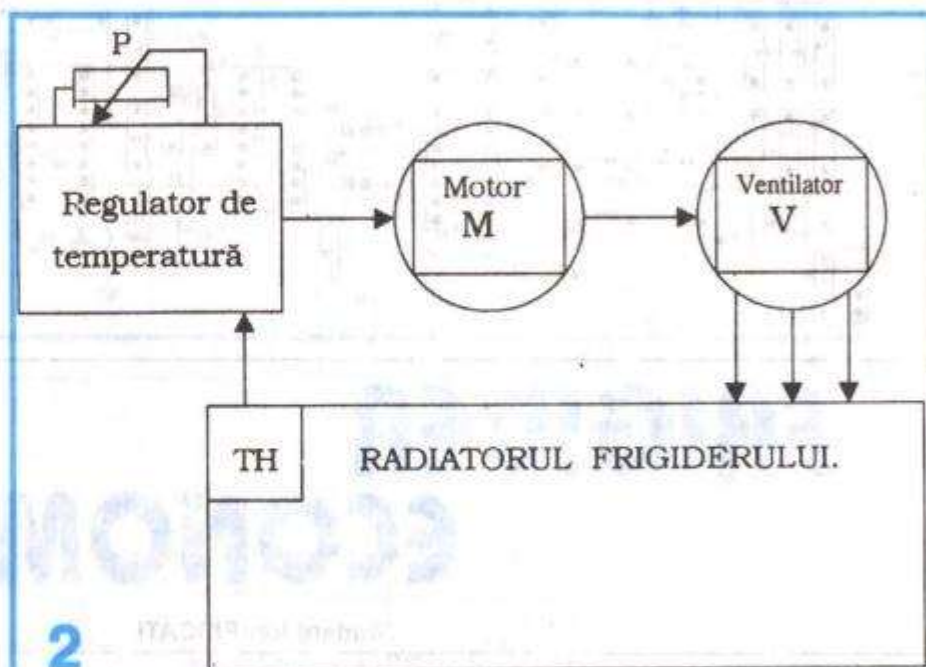 P
Regulator de
temperatură
Motor
M
Ventilator
V
TH
RADIATORUL FRIGIDERULUI.
2